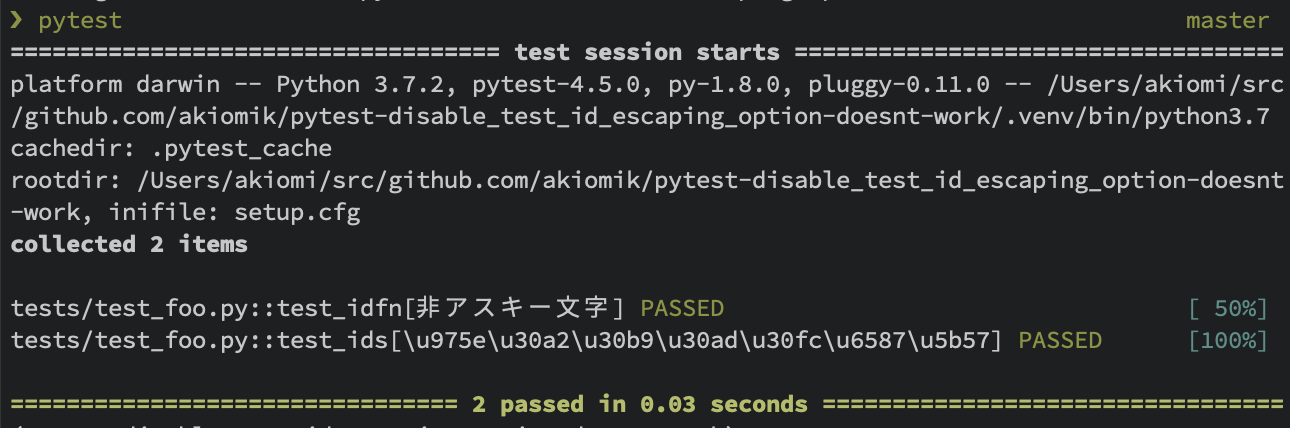 ❯ pytest master
=================================== test session starts ===================================
platform darwin -- Python 3.7.2, pytest-4.5.0, py-1.8.0, pluggy-0.11.0 -- /Users/akiomi/src
/github.com/akiomik/pytest-disable_test_id_escaping_option-doesnt-work/.venv/bin/python3.7
cachedir: .pytest_cache
rootdir: /Users/akiomi/src/github.com/akiomik/pytest-disable_test_id_escaping_option-doesnt
-work, inifile: setup.cfg
collected 2 items
tests/test_foo.py::test_idfn[非アスキー文字] PASSED [ 50%]
tests/test_foo.py::test_ids[\u975e\u30a2\u30b9\u30ad\u30fc\u6587\u5b57] PASSED [100%]
================================ 2 passed in 0.03 seconds =================================